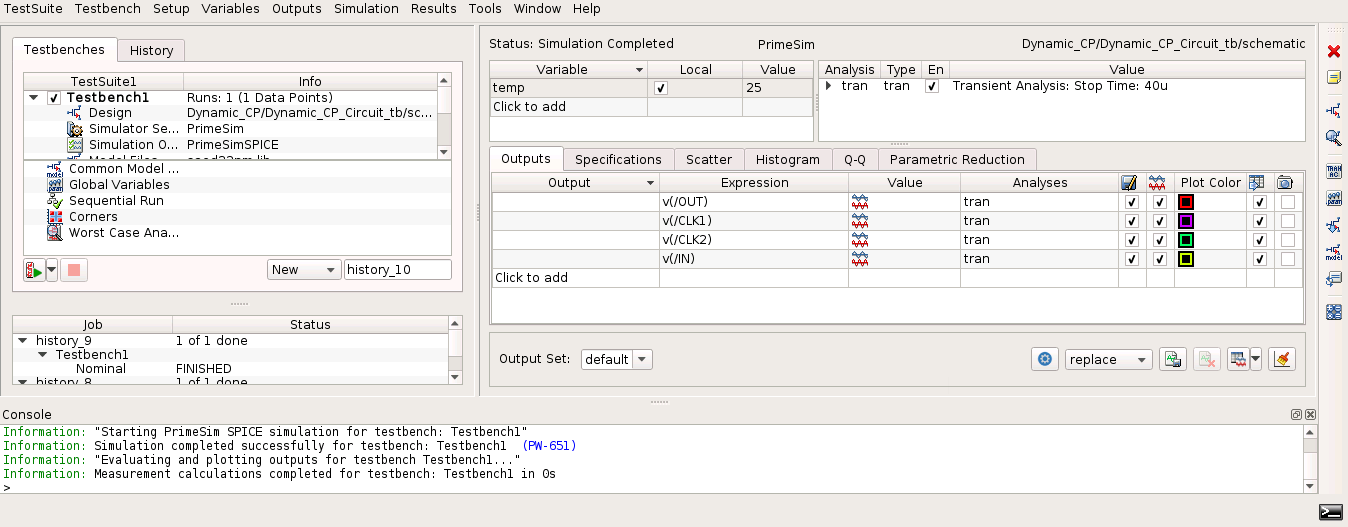 TestSuite Testbench Setup Variables Outputs Simulation Results Tools Window Help
Testbenches History
TestSuite1 Info
Testbench1 Runs: 1 (1 Data Points)
Design Dynamic_CP/Dynamic_CP_Circuit_tb/sc...
Simulator Se... PrimeSim
Simulation O... PrimeSimSPICE
Model Files saed32nm.lib
Common Model ...
Global Variables
Sequential Run
Corners
Worst Case Ana...
New history_10
Job Status
history_9 1 of 1 done
Testbench1
Nominal FINISHED
history_8 1 of 1 done
Status: Simulation Completed PrimeSim Dynamic_CP/Dynamic_CP_Circuit_tb/schematic
Variable Local Value
temp 25
Click to add
Analysis Type En Value
tran tran Transient Analysis: Stop Time: 40u
Outputs Specifications Scatter Histogram Q-Q Parametric Reduction
Output Expression Value Analyses Plot Color
v(/OUT) tran
v(/CLK1) tran
v(/CLK2) tran
v(/IN) tran
Click to add
Output Set: default replace
Console
Information: "Starting PrimeSim SPICE simulation for testbench: Testbench1"
Information: Simulation completed successfully for testbench: Testbench1 (PW-651)
Information: "Evaluating and plotting outputs for testbench Testbench1..."
Information: Measurement calculations completed for testbench: Testbench1 in 0s
>